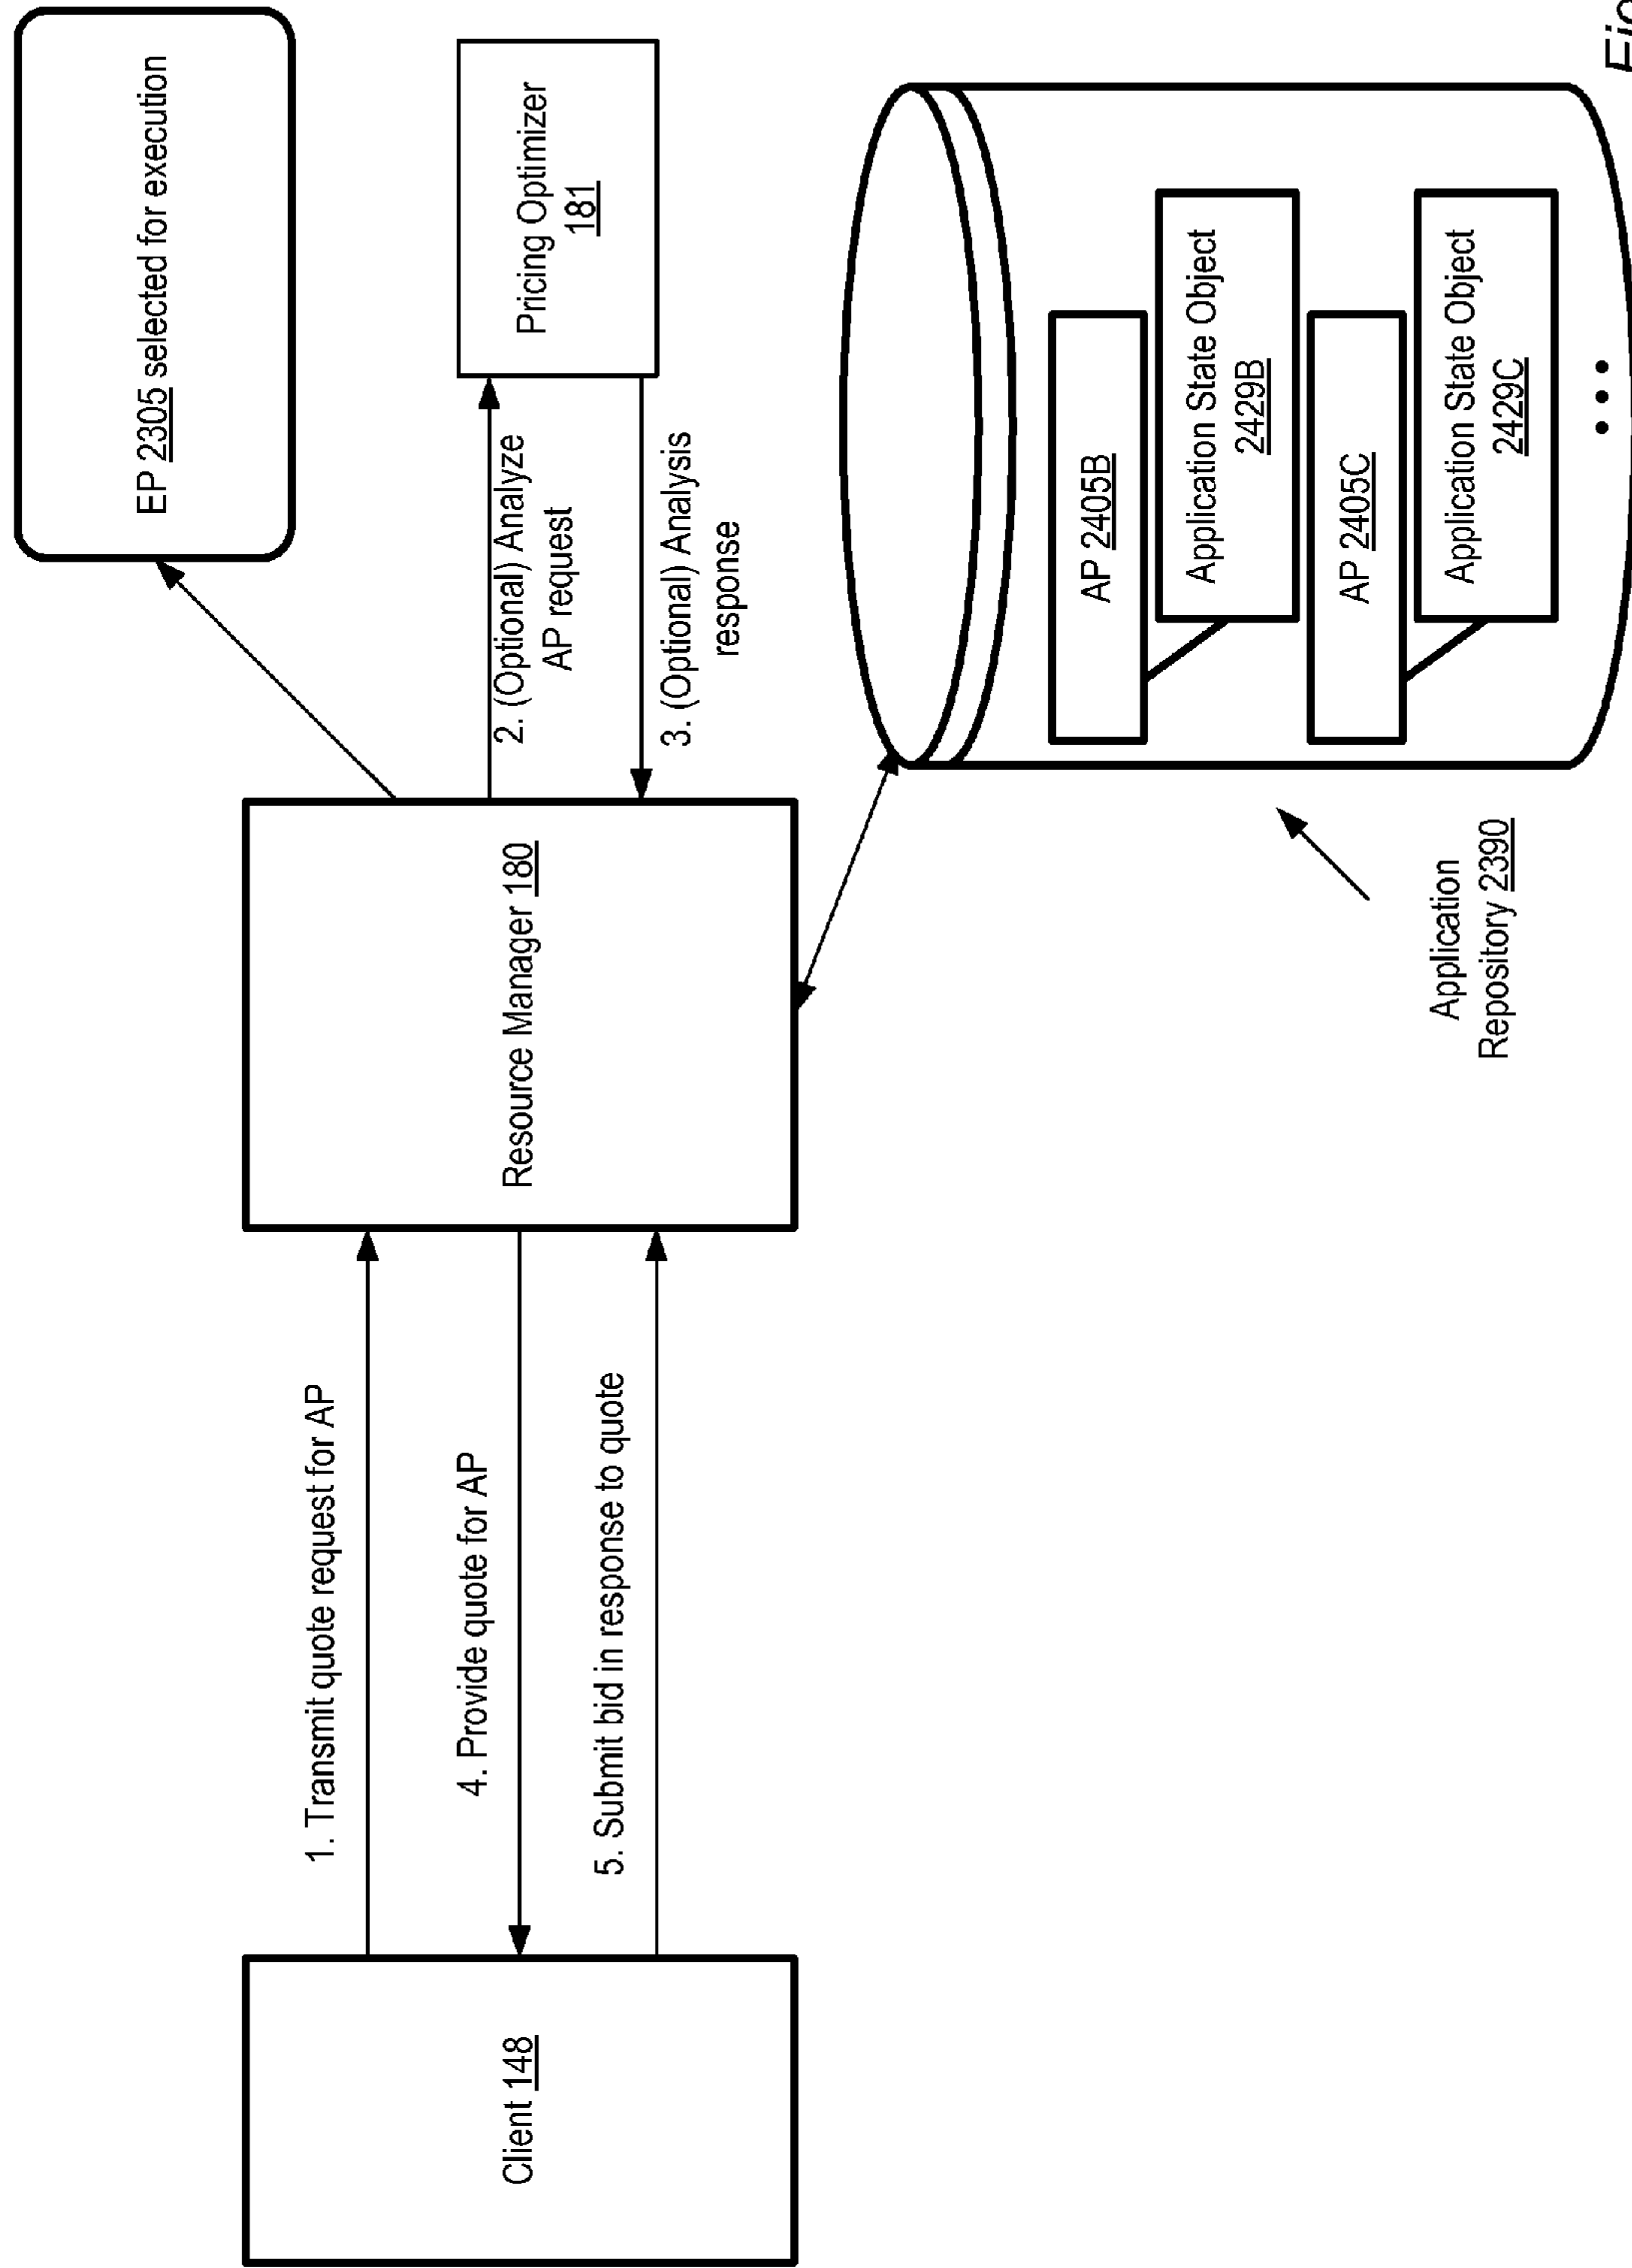 EP 2305 selected for execution
Pricing Optimizer
181
2. (Optional) Analyze
AP request
3. (Optional) Analysis
response
Resource Manager 180
1. Transmit quote request for AP
4. Provide quote for AP
5. Submit bid in response to quote
Client 148
AP 2405B
Application State Object
2429B
AP 2405C
Application State Object
2429C
...
Application
Repository 2390